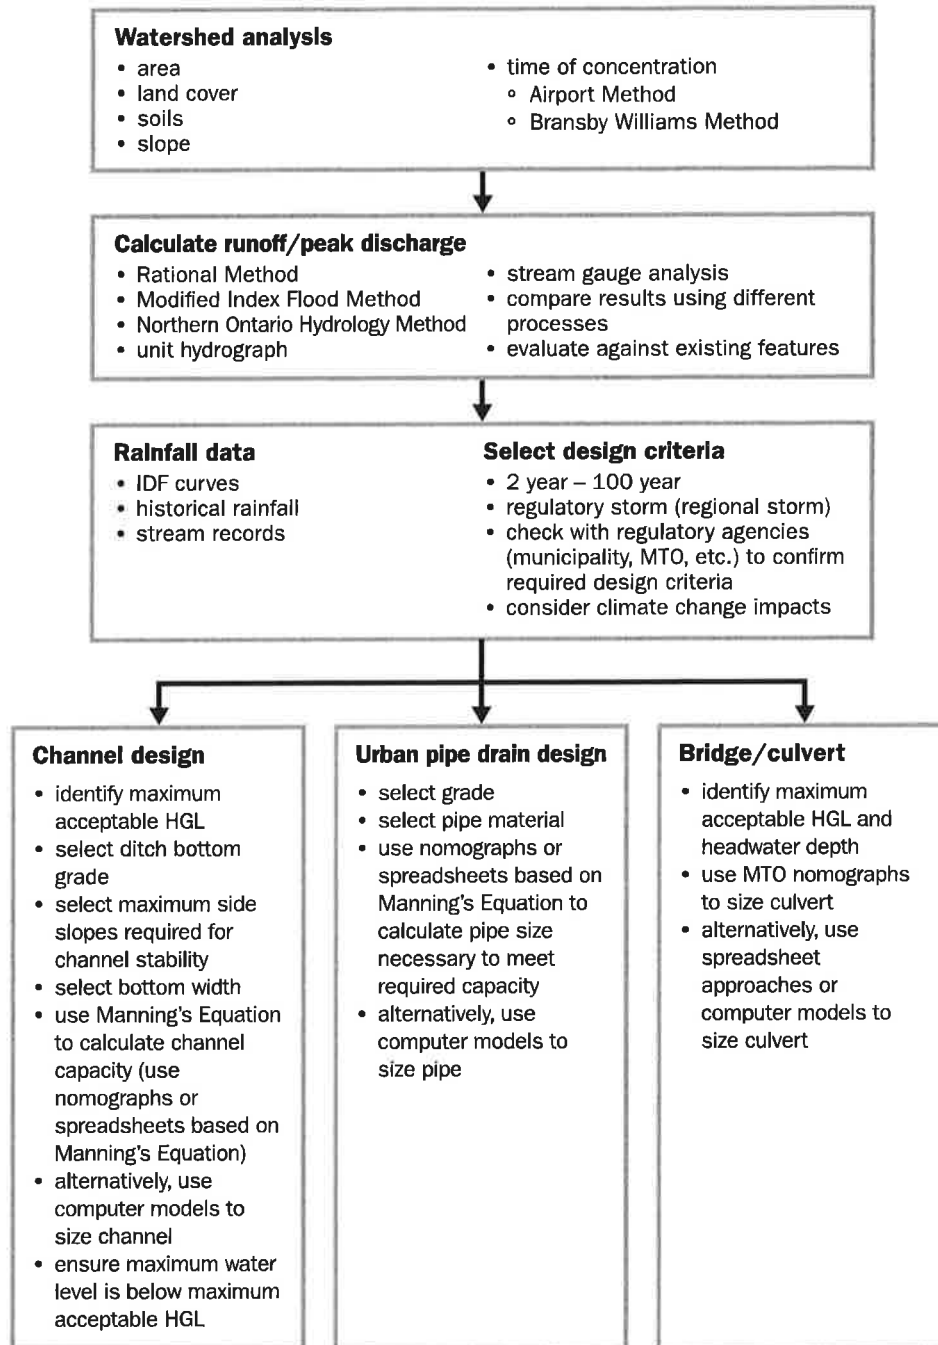 Watershed analysis
• area
• land cover
• soils
• slope
• time of concentration
◦ Airport Method
◦ Bransby Williams Method
Calculate runoff/peak discharge
• Rational Method
• Modified Index Flood Method
• Northern Ontario Hydrology Method
• unit hydrograph
• stream gauge analysis
• compare results using different
processes
• evaluate against existing features
Rainfall data
• IDF curves
• historical rainfall
• stream records
Select design criteria
• 2 year – 100 year
• regulatory storm (regional storm)
• check with regulatory agencies
(municipality, MTO, etc.) to confirm
required design criteria
• consider climate change impacts
Channel design
• identify maximum
acceptable HGL
• select ditch bottom
grade
• select maximum side
slopes required for
channel stability
• select bottom width
• use Manning's Equation
to calculate channel
capacity (use
nomographs or
spreadsheets based on
Manning's Equation)
• alternatively, use
computer models to
size channel
• ensure maximum water
level is below maximum
acceptable HGL
Urban pipe drain design
• select grade
• select pipe material
• use nomographs or
spreadsheets based on
Manning's Equation to
calculate pipe size
necessary to meet
required capacity
• alternatively, use
computer models to
size pipe
Bridge/culvert
• identify maximum
acceptable HGL and
headwater depth
• use MTO nomographs
to size culvert
• alternatively, use
spreadsheet
approaches or
computer models to
size culvert